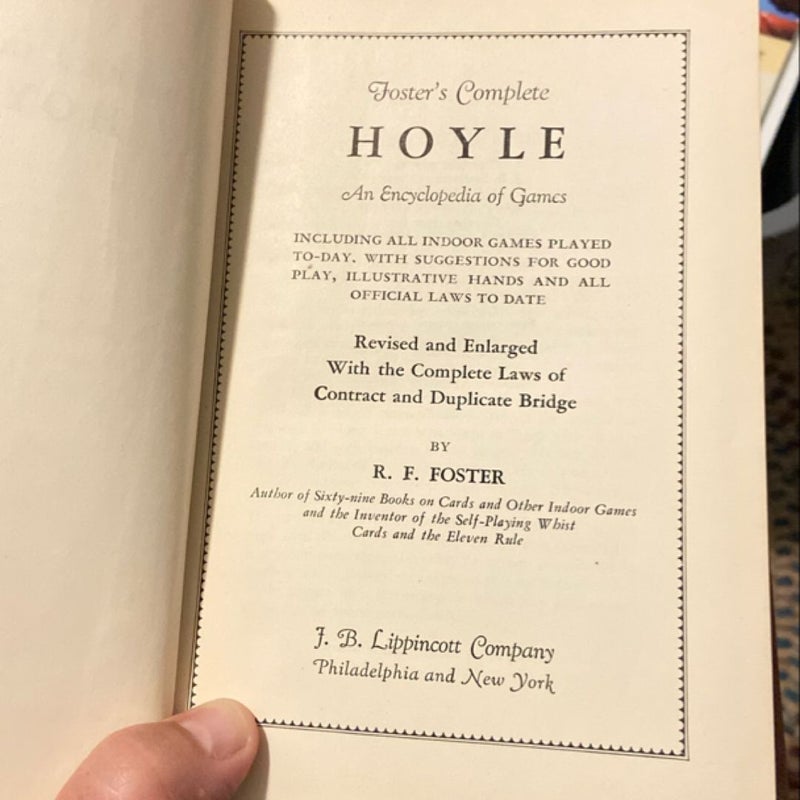 Foster's Complete
HOYLE
An Encyclopedia of Games
INCLUDING ALL INDOOR GAMES PLAYED
TO-DAY. WITH SUGGESTIONS FOR GOOD
PLAY, ILLUSTRATIVE HANDS AND ALL
OFFICIAL LAWS TO DATE
Revised and Enlarged
With the Complete Laws of
Contract and Duplicate Bridge
BY
R. F. FOSTER
Author of Sixty-nine Books on Cards and Other Indoor Games
and the Inventor of the Self-Playing Whist
Cards and the Eleven Rule
J. B. Lippincott Company
Philadelphia and New York